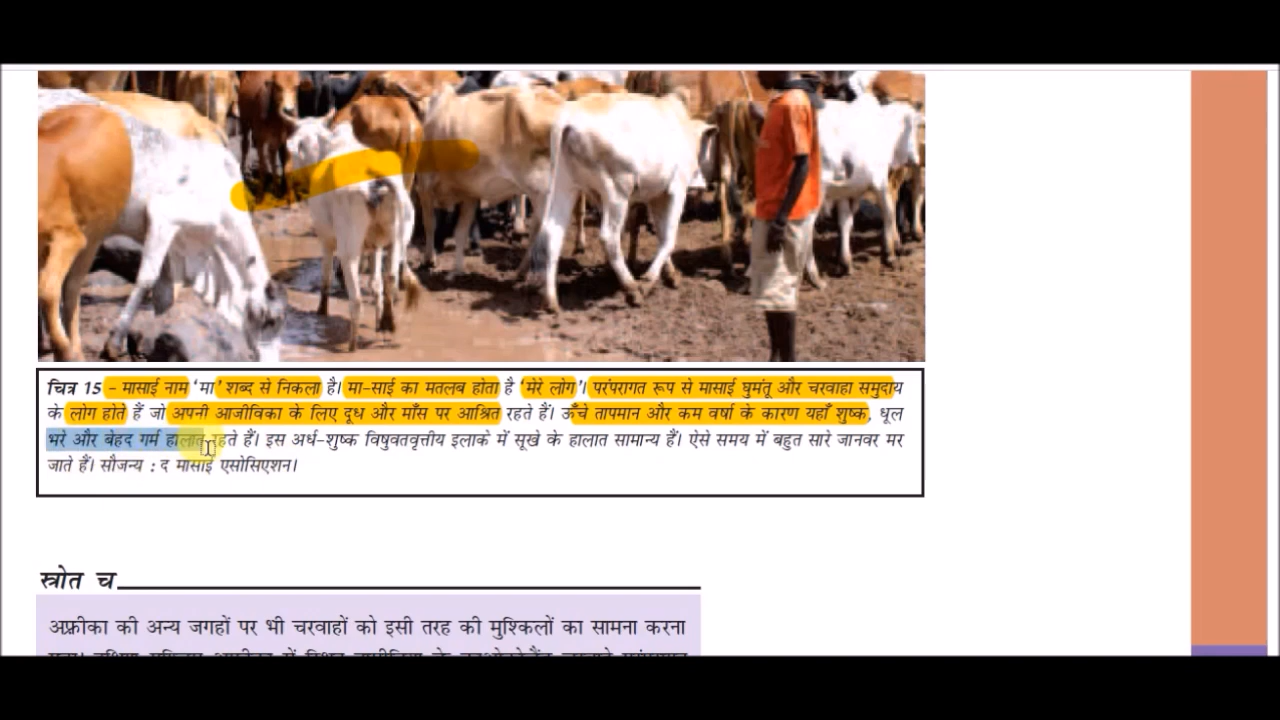 चित्र 15 - मासाई नाम 'मा' शब्द से निकला है। मा-साई का मतलब होता है 'मेरे लोग'। परंपरागत रूप से मासाई घुमंतू और चरवाहा समुदाय
के लोग होते हैं जो अपनी आजीविका के लिए दूध और माँस पर आश्रित रहते हैं। ऊँचे तापमान और कम वर्षा के कारण यहाँ शुष्क, धूल
भरे और बेहद गर्म हालात रहते हैं। इस अर्ध-शुष्क विषुवतवृत्तीय इलाके में सूखे के हालात सामान्य हैं। ऐसे समय में बहुत सारे जानवर मर
जाते हैं। सौजन्य : द मासाई एसोसिएशन।
स्त्रोत च
अफ़्रीका की अन्य जगहों पर भी चरवाहों को इसी तरह की मुश्किलों का सामना करना